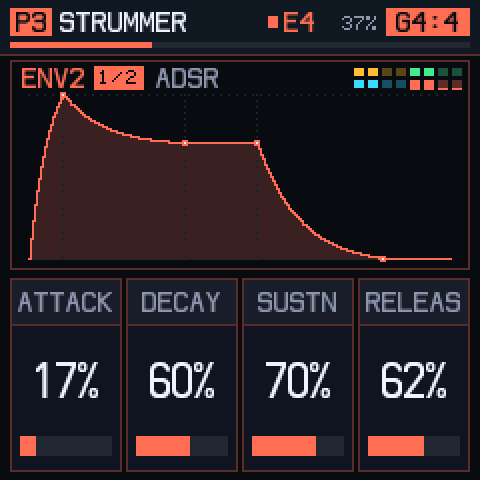 P3 STRUMMER E4 37% G4:4
ENV2 1/2 ADSR
ATTACK DECAY SUSTN RELEAS
17% 60% 70% 62%